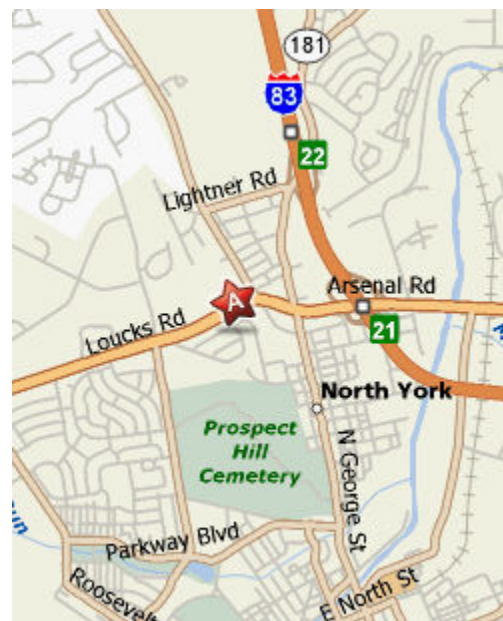 181
83
22
Lightner Rd
Arsenal Rd
A
Loucks Rd
21
North York
Prospect
Hill
Cemetery
N George St
Parkway Blvd
Roosevelt
E North St